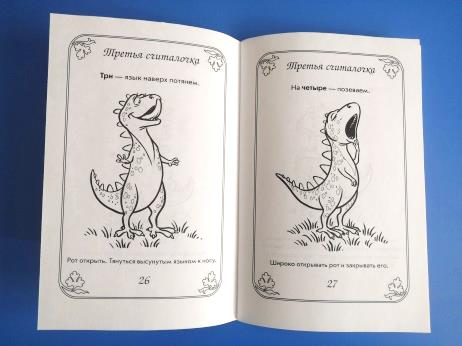 Третья считалочка
Три — язык наверх потянем.
Рот открыть. Тянуться высунутым языком к носу.
26
Третья считалочка
На четыре — позеваем.
Широко открывать рот и закрывать его.
27